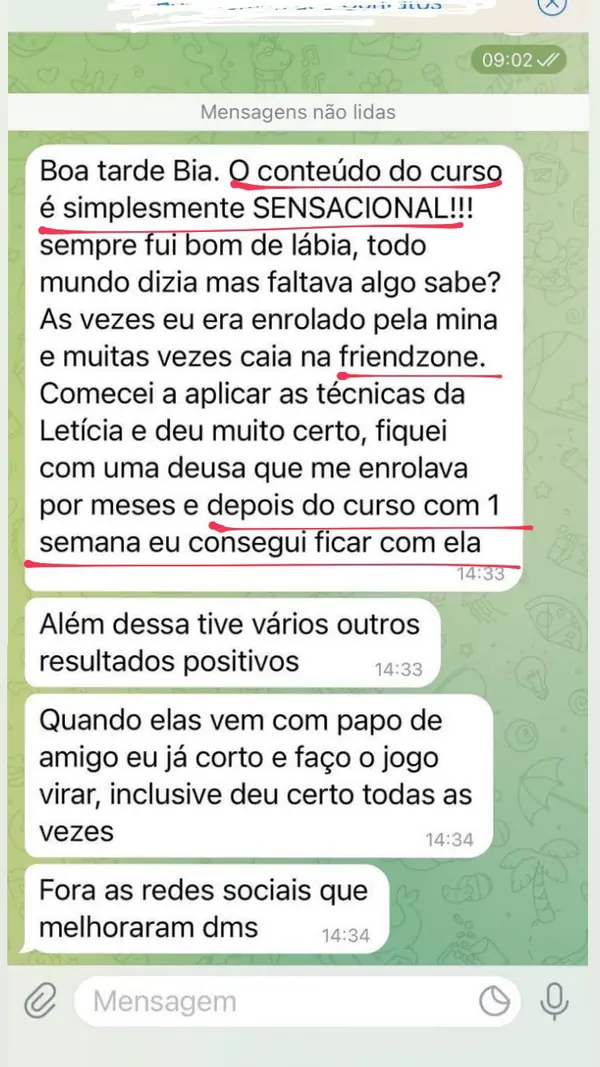 09:02
Mensagens não lidas
Boa tarde Bia. O conteúdo do curso
é simplesmente SENSACIONAL!!!
sempre fui bom de lábia, todo
mundo dizia mas faltava algo sabe?
As vezes eu era enrolado pela mina
e muitas vezes caia na friendzone.
Comecei a aplicar as técnicas da
Letícia e deu muito certo, fiquei
com uma deusa que me enrolava
por meses e depois do curso com 1
semana eu consegui ficar com ela
14:33
Além dessa tive vários outros
resultados positivos 14:33
Quando elas vem com papo de
amigo eu já corto e faço o jogo
virar, inclusive deu certo todas as
vezes 14:34
Fora as redes sociais que
melhoraram dms 14:34
Mensagem